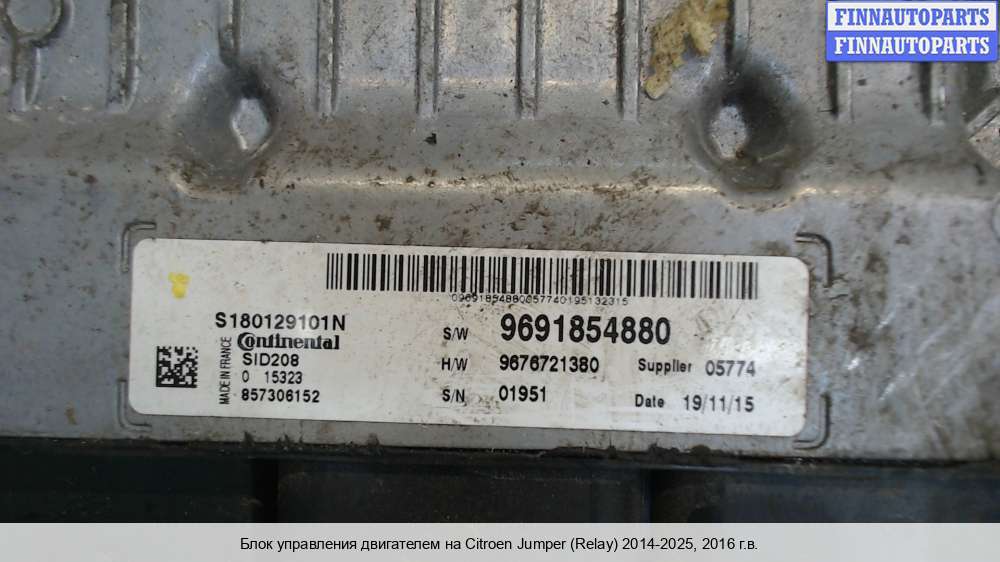 FINNAUTOPARTS
FINNAUTOPARTS
09691854880057740195132315
S180129101N
Continental
MADE IN FRANCE
SID208
0 15323
857306152
S/W 9691854880
H/W 9676721380 Supplier 05774
S/N 01951 Date 19/11/15
Блок управления двигателем на Citroen Jumper (Relay) 2014-2025, 2016 г.в.